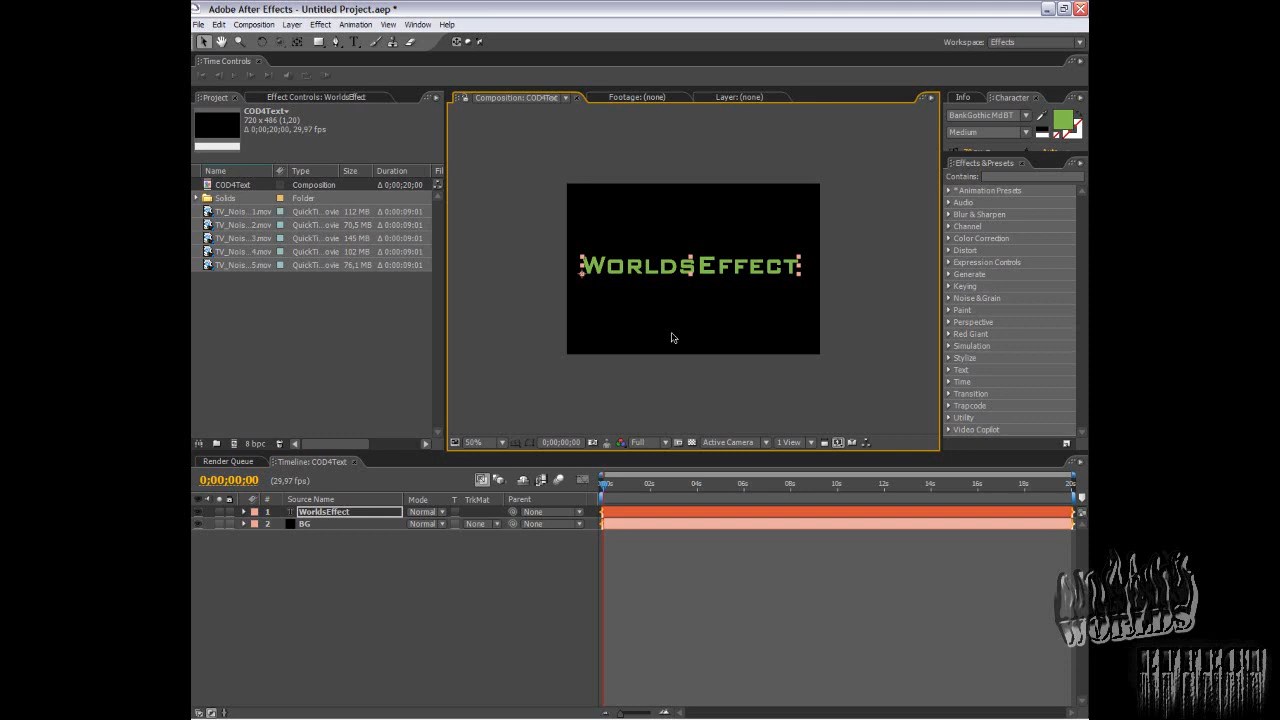 Adobe After Effects - Untitled Project.aep *
File Edit Composition Layer Effect Animation View Window Help
Workspace: Effects
Time Controls
Project Effect Controls: WorldsEffect Composition: COD4Text Footage: (none) Layer: (none) Info Character
COD4Text
720 x 486 (1,20)
Δ 0;00;20;00, 29,97 fps
BankGothic Md BT
Medium
Effects & Presets
Contains:
Name Type Size Duration Fil
COD4Text Composition Δ 0;00;20;00
Solids Folder
TV_Nois...1.mov QuickTi...ovie 112 MB Δ 0:00:09:01
TV_Nois...2.mov QuickTi...ovie 70,5 MB Δ 0:00:09:01
TV_Nois...3.mov QuickTi...ovie 145 MB Δ 0:00:09:01
TV_Nois...4.mov QuickTi...ovie 102 MB Δ 0:00:09:01
TV_Nois...5.mov QuickTi...ovie 76,1 MB Δ 0:00:09:01
WorldsEffect
* Animation Presets
Audio
Blur & Sharpen
Channel
Color Correction
Distort
Expression Controls
Generate
Keying
Noise & Grain
Paint
Perspective
Red Giant
Simulation
Stylize
Text
Time
Transition
Trapcode
Utility
Video Copilot
8 bpc
50% 0;00;00;00 Full Active Camera 1 View
Render Queue Timeline: COD4Text
0;00;00;00 (29,97 fps)
02s 04s 06s 08s 10s 12s 14s 16s 18s 20s
# Source Name Mode T TrkMat Parent
1 T WorldsEffect Normal None
2 BG Normal None None
WORLDS